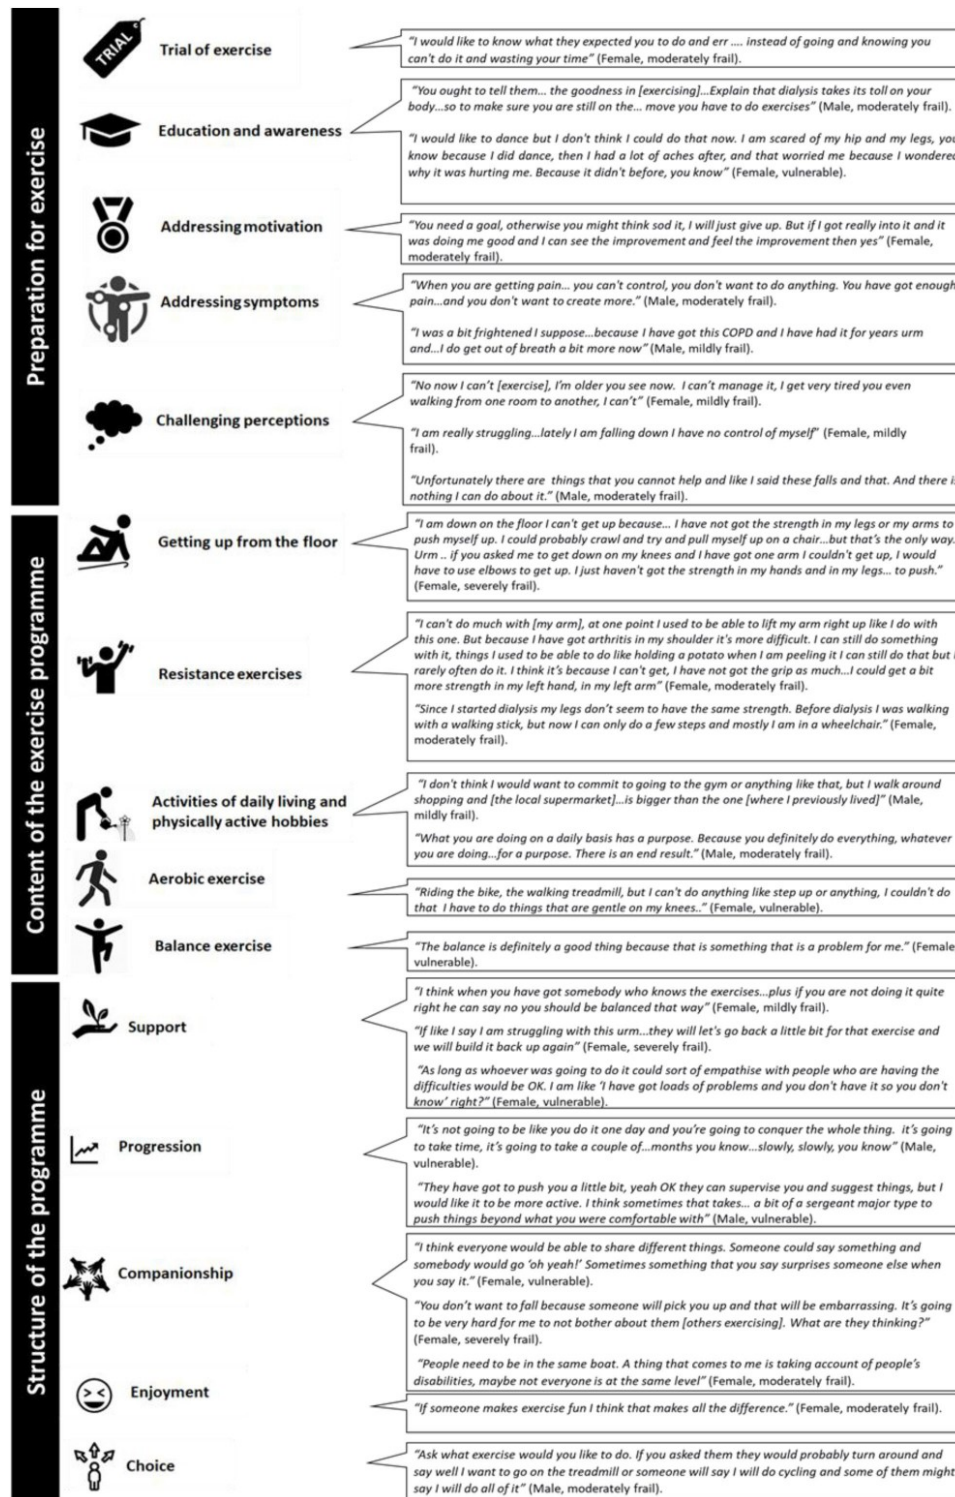 Preparation for exercise
TRIAL
Trial of exercise
“I would like to know what they expected you to do and err .... instead of going and knowing you
can't do it and wasting your time” (Female, moderately frail).
Education and awareness
“You ought to tell them... the goodness in [exercising]...Explain that dialysis takes its toll on your
body...so to make sure you are still on the... move you have to do exercises” (Male, moderately frail).
“I would like to dance but I don't think I could do that now. I am scared of my hip and my legs, you
know because I did dance, then I had a lot of aches after, and that worried me because I wondered
why it was hurting me. Because it didn't before, you know” (Female, vulnerable).
Addressing motivation
“You need a goal, otherwise you might think sod it, I will just give up. But if I got really into it and it
was doing me good and I can see the improvement and feel the improvement then yes” (Female,
moderately frail).
Addressing symptoms
“When you are getting pain... you can't control, you don't want to do anything. You have got enough
pain...and you don't want to create more.” (Male, moderately frail).
“I was a bit frightened I suppose...because I have got this COPD and I have had it for years urm
and...I do get out of breath a bit more now” (Male, mildly frail).
Challenging perceptions
“No now I can't [exercise], I'm older you see now. I can't manage it, I get very tired you even
walking from one room to another, I can't” (Female, mildly frail).
“I am really struggling...lately I am falling down I have no control of myself” (Female, mildly
frail).
“Unfortunately there are things that you cannot help and like I said these falls and that. And there is
nothing I can do about it.” (Male, moderately frail).
Content of the exercise programme
Getting up from the floor
“I am down on the floor I can't get up because... I have not got the strength in my legs or my arms to
push myself up. I could probably crawl and try and pull myself up on a chair...but that's the only way.
Urm .. if you asked me to get down on my knees and I have got one arm I couldn't get up, I would
have to use elbows to get up. I just haven't got the strength in my hands and in my legs... to push.”
(Female, severely frail).
Resistance exercises
“I can't do much with [my arm], at one point I used to be able to lift my arm right up like I do with
this one. But because I have got arthritis in my shoulder it's more difficult. I can still do something
with it, things I used to be able to do like holding a potato when I am peeling it I can still do that but I
rarely often do it. I think it's because I can't get, I have not got the grip as much...I could get a bit
more strength in my left hand, in my left arm” (Female, moderately frail).
“Since I started dialysis my legs don't seem to have the same strength. Before dialysis I was walking
with a walking stick, but now I can only do a few steps and mostly I am in a wheelchair.” (Female,
moderately frail).
Activities of daily living and
physically active hobbies
“I don't think I would want to commit to going to the gym or anything like that, but I walk around
shopping and [the local supermarket]...is bigger than the one [where I previously lived]” (Male,
mildly frail).
“What you are doing on a daily basis has a purpose. Because you definitely do everything, whatever
you are doing...for a purpose. There is an end result.” (Male, moderately frail).
Aerobic exercise
“Riding the bike, the walking treadmill, but I can't do anything like step up or anything, I couldn't do
that I have to do things that are gentle on my knees..” (Female, vulnerable).
Balance exercise
“The balance is definitely a good thing because that is something that is a problem for me.” (Female
vulnerable).
Structure of the programme
Support
“I think when you have got somebody who knows the exercises...plus if you are not doing it quite
right he can say no you should be balanced that way” (Female, mildly frail).
“If like I say I am struggling with this urm...they will let's go back a little bit for that exercise and
we will build it back up again” (Female, severely frail).
“As long as whoever was going to do it could sort of empathise with people who are having the
difficulties would be OK. I am like ‘I have got loads of problems and you don't have it so you don't
know’ right?” (Female, vulnerable).
Progression
“It's not going to be like you do it one day and you're going to conquer the whole thing. it's going
to take time, it's going to take a couple of...months you know...slowly, slowly, you know” (Male,
vulnerable).
“They have got to push you a little bit, yeah OK they can supervise you and suggest things, but I
would like it to be more active. I think sometimes that takes... a bit of a sergeant major type to
push things beyond what you were comfortable with” (Male, vulnerable).
Companionship
“I think everyone would be able to share different things. Someone could say something and
somebody would go ‘oh yeah!’ Sometimes something that you say surprises someone else when
you say it.” (Female, vulnerable).
“You don't want to fall because someone will pick you up and that will be embarrassing. It's going
to be very hard for me to not bother about them [others exercising]. What are they thinking?”
(Female, severely frail).
“People need to be in the same boat. A thing that comes to me is taking account of people's
disabilities, maybe not everyone is at the same level” (Female, moderately frail).
Enjoyment
“If someone makes exercise fun I think that makes all the difference.” (Female, moderately frail).
Choice
“Ask what exercise would you like to do. If you asked them they would probably turn around and
say well I want to go on the treadmill or someone will say I will do cycling and some of them might
say I will do all of it” (Male, moderately frail).